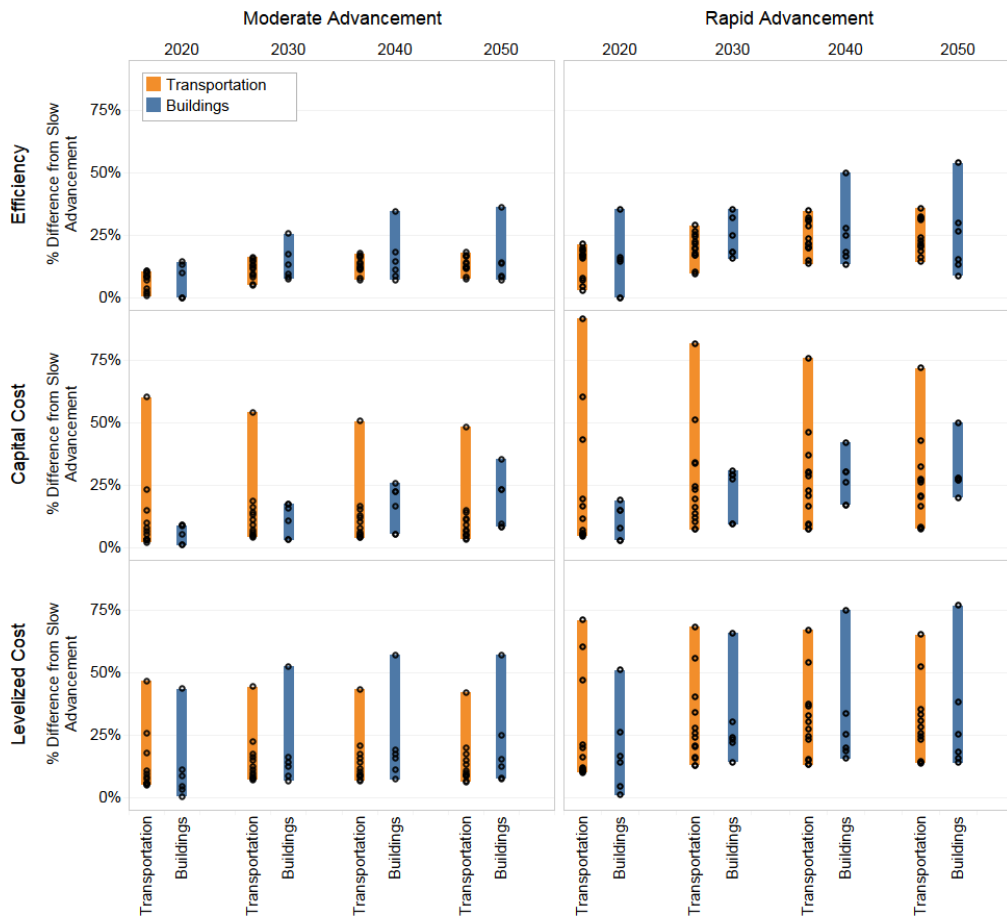 Moderate Advancement
Rapid Advancement
2020 2030 2040 2050 2020 2030 2040 2050
Transportation
Buildings
Efficiency
% Difference from Slow
Advancement
75%
50%
25%
0%
Capital Cost
% Difference from Slow
Advancement
75%
50%
25%
0%
Levelized Cost
% Difference from Slow
Advancement
75%
50%
25%
0%
Transportation
Buildings
Transportation
Buildings
Transportation
Buildings
Transportation
Buildings
Transportation
Buildings
Transportation
Buildings
Transportation
Buildings
Transportation
Buildings